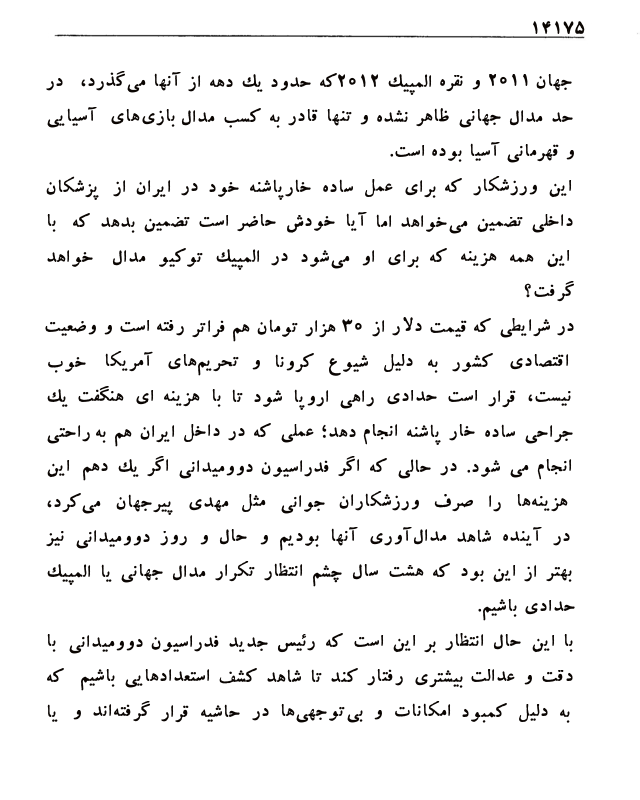 ۱۴۱۷۵
جهان ۲۰۱۱ و نقره المپیك ۲۰۱۲که حدود یك دهه از آنها می‌گذرد، در
حد مدال جهانی ظاهر نشده و تنها قادر به کسب مدال بازی‌های آسیایی
و قهرمانی آسیا بوده است.
این ورزشکار که برای عمل ساده خارپاشنه خود در ایران از پزشکان
داخلی تضمین می‌خواهد اما آیا خودش حاضر است تضمین بدهد که با
این همه هزینه که برای او می‌شود در المپیك توکیو مدال خواهد
گرفت؟
در شرایطی که قیمت دلار از ۳۰ هزار تومان هم فراتر رفته است و وضعیت
اقتصادی کشور به دلیل شیوع کرونا و تحریم‌های آمریکا خوب
نیست، قرار است حدادی راهی اروپا شود تا با هزینه ای هنگفت یك
جراحی ساده خار پاشنه انجام دهد؛ عملی که در داخل ایران هم به راحتی
انجام می شود. در حالی که اگر فدراسیون دوومیدانی اگر یك دهم این
هزینه‌ها را صرف ورزشکاران جوانی مثل مهدی پیرجهان می‌کرد،
در آینده شاهد مدال‌آوری آنها بودیم و حال و روز دوومیدانی نیز
بهتر از این بود که هشت سال چشم انتظار تکرار مدال جهانی یا المپیك
حدادی باشیم.
با این حال انتظار بر این است که رئیس جدید فدراسیون دوومیدانی با
دقت و عدالت بیشتری رفتار کند تا شاهد کشف استعدادهایی باشیم که
به دلیل کمبود امکانات و بی‌توجهی‌ها در حاشیه قرار گرفته‌اند و یا